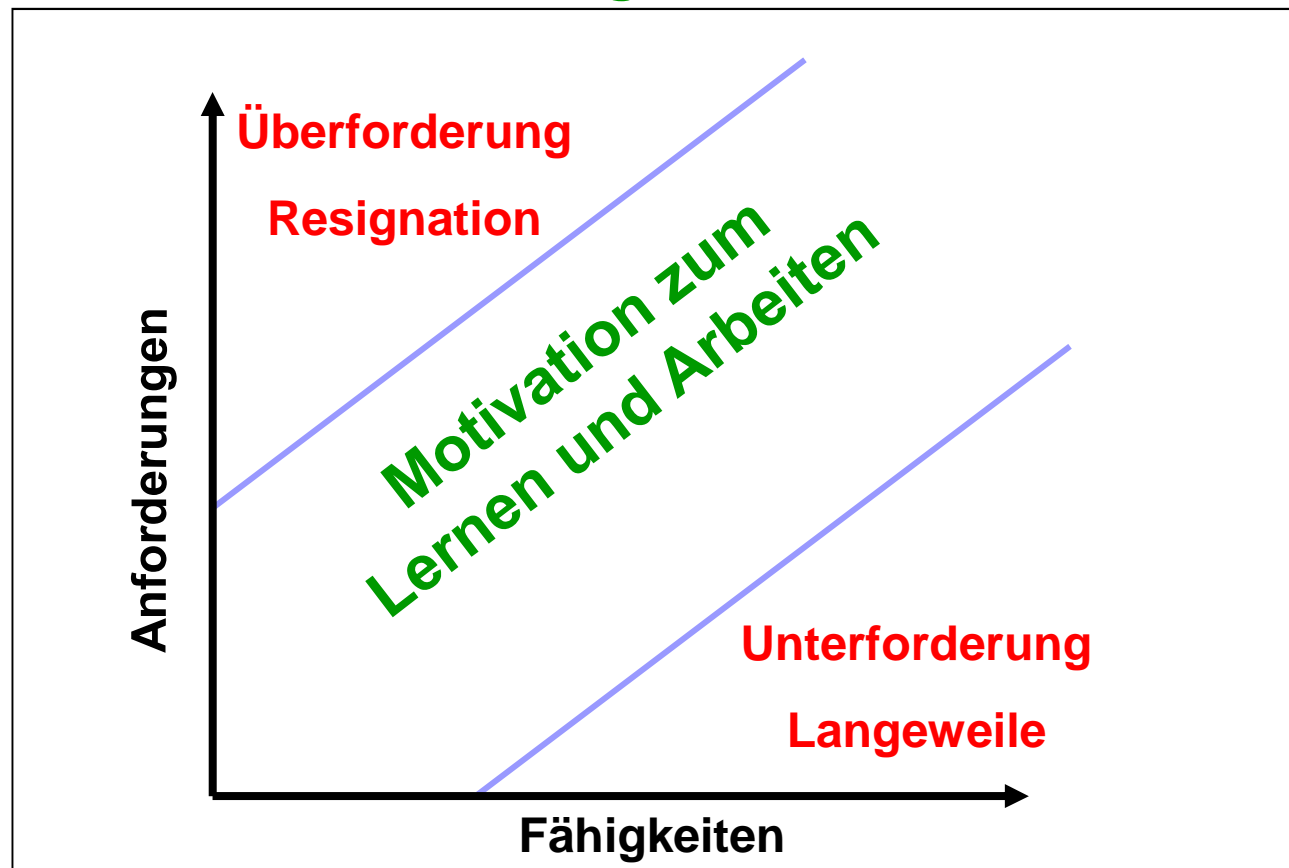 Überforderung
Resignation
Motivation zum
Lernen und Arbeiten
Anforderungen
Unterforderung
Langeweile
Fähigkeiten